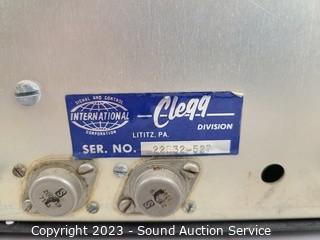 SIGNAL AND CONTROL
INTERNATIONAL
CORPORATION
Clegg
DIVISION
LITITZ, PA.
SER. NO.
Copyright 2023 - Sound Auction Service